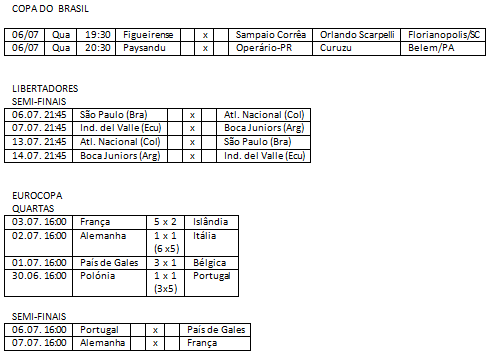 COPA DO BRASIL
06/07 Qua 19:30 Figueirense x Sampaio Corrêa Orlando Scarpelli Florianopolis/SC
06/07 Qua 20:30 Paysandu x Operário-PR Curuzu Belem/PA
LIBERTADORES
SEMI-FINAIS
06.07. 21:45 São Paulo (Bra) x Atl. Nacional (Col)
07.07. 21:45 Ind. del Valle (Ecu) x Boca Juniors (Arg)
13.07. 21:45 Atl. Nacional (Col) x São Paulo (Bra)
14.07. 21:45 Boca Juniors (Arg) x Ind. del Valle (Ecu)
EUROCOPA
QUARTAS
03.07. 16:00 França 5 x 2 Islândia
02.07. 16:00 Alemanha 1 x 1 Itália
(6 x5)
01.07. 16:00 País de Gales 3 x 1 Bélgica
30.06. 16:00 Polónia 1 x 1 Portugal
(3x5)
SEMI-FINAIS
06.07. 16:00 Portugal x País de Gales
07.07. 16:00 Alemanha x França